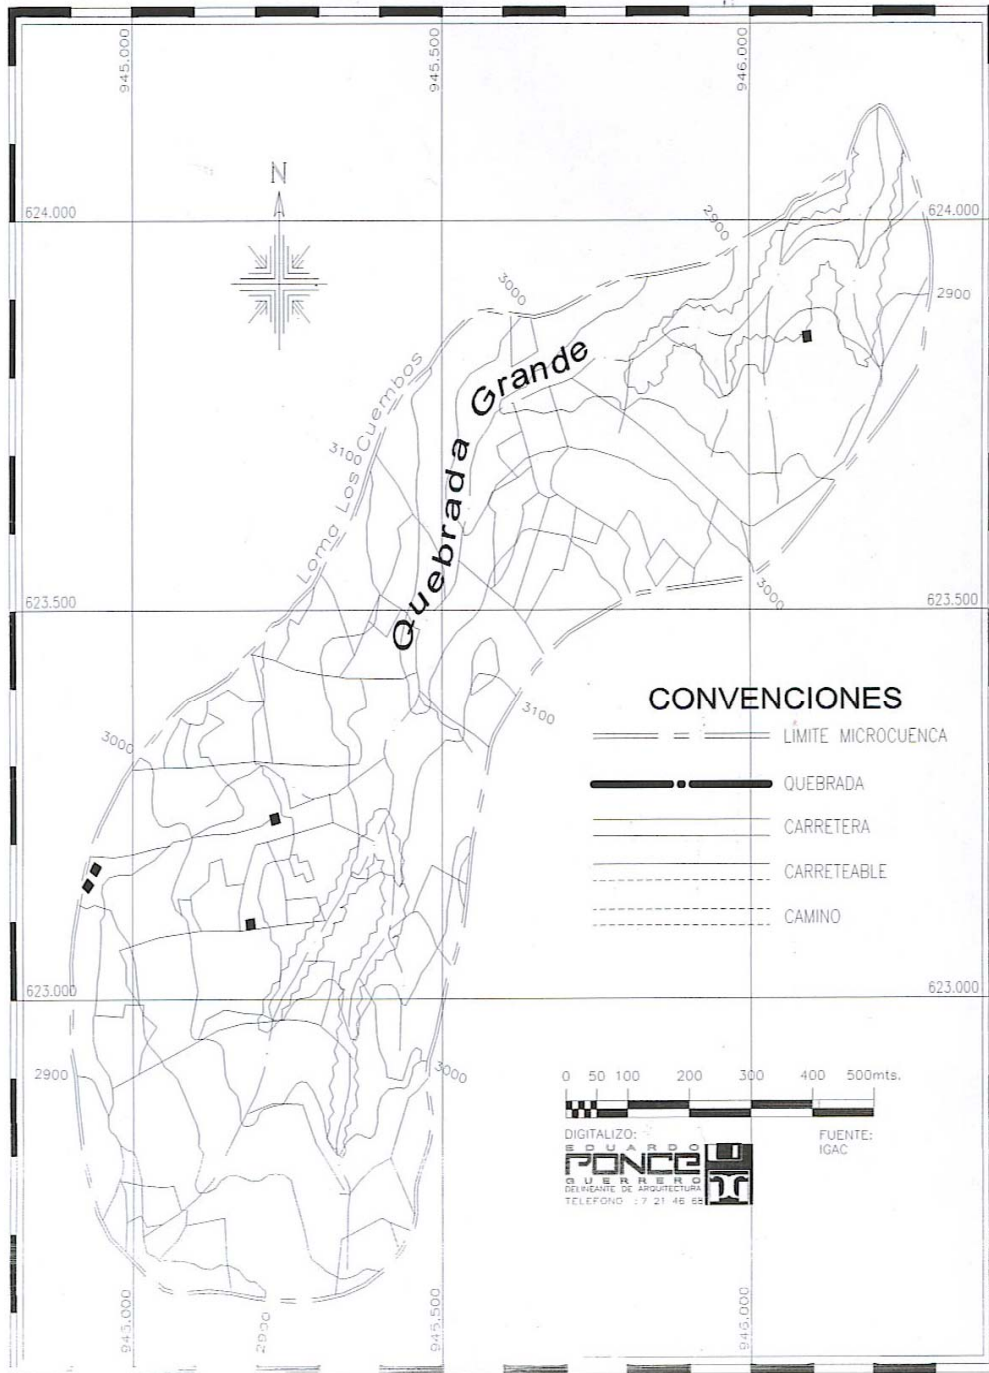 945.000
945.500
946.000
N
624.000
624.000
2900
2900
3000
Quebrada Grande
Loma Los Cuembos
3100
623.500
623.500
3000
3100
3000
CONVENCIONES
LÍMITE MICROCUENCA
QUEBRADA
CARRETERA
CARRETEABLE
CAMINO
623.000
623.000
2900
3000
0 50 100 200 300 400 500mts.
DIGITALIZO:
FUENTE:
IGAC
EDUARDO
PONCE
GUERRERO
DELINEANTE DE ARQUITECTURA
TELEFONO : 7 21 46 68
945.000
2900
945.500
946.000